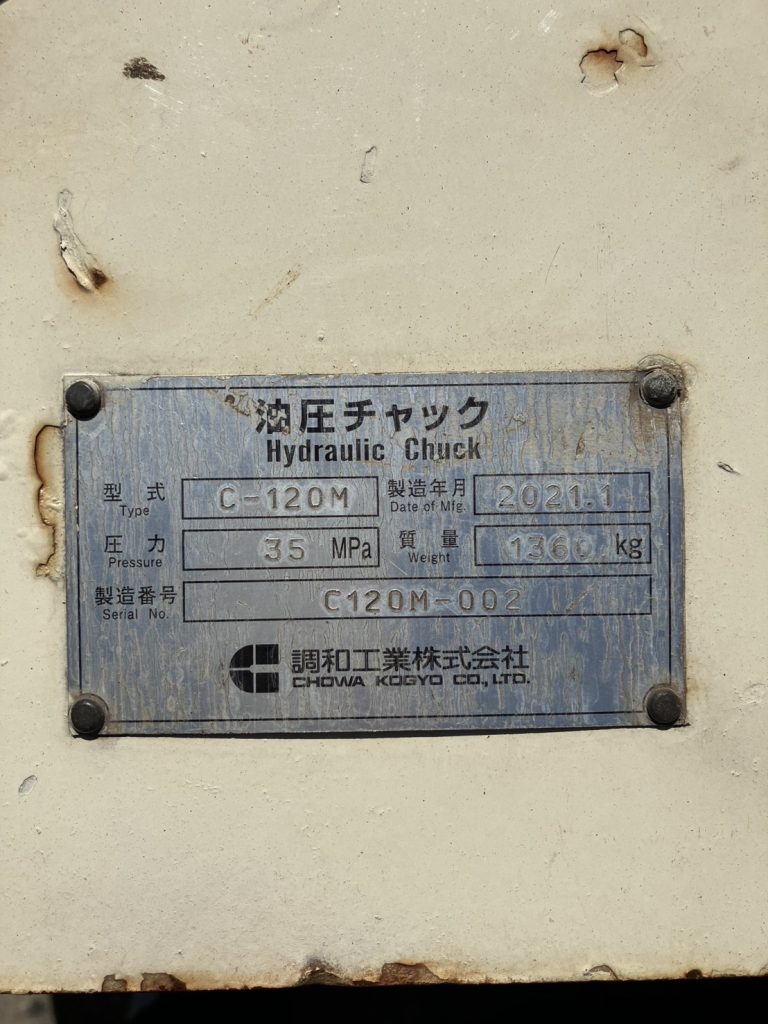 油圧チャック
Hydraulic Chuck
型式 C-120M 製造年月 2021.1
Type Date of Mfg.
圧力 35 MPa 質量 1360 kg
Pressure Weight
製造番号 C120M-002
Serial No.
調和工業株式会社
CHOWA KOGYO CO., LTD.